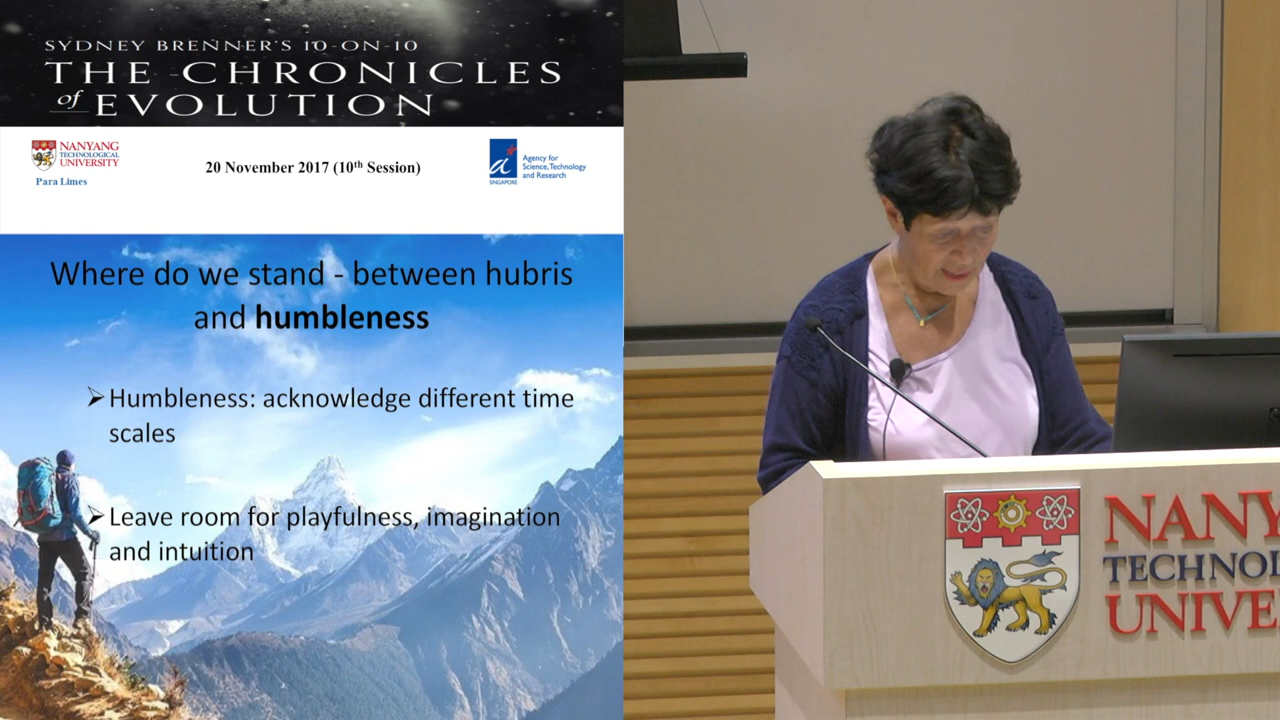 SYDNEY BRENNER'S 10-ON-10
THE CHRONICLES
of EVOLUTION
NANYANG
TECHNOLOGICAL
UNIVERSITY
Para Limes
20 November 2017 (10th Session)
SINGAPORE
Agency for
Science, Technology
and Research
Where do we stand - between hubris
and humbleness
Humbleness: acknowledge different time
scales
Leave room for playfulness, imagination
and intuition
NANY
TECHNOL
UNIVE